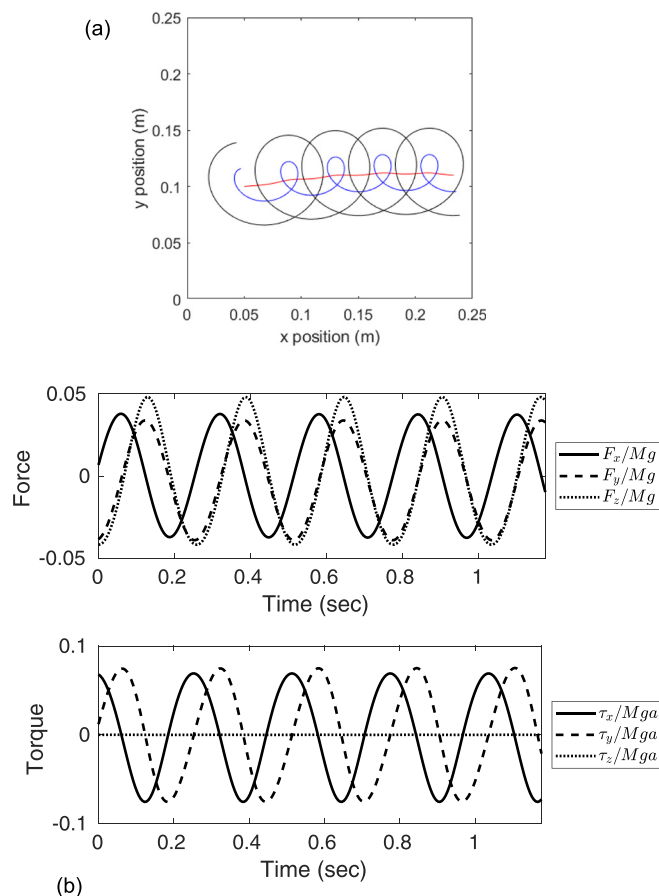 (a)
0.25
0.2
0.15
0.1
0.05
0
y position (m)
0 0.05 0.1 0.15 0.2 0.25
x position (m)
0.05
0
-0.05
Force
0 0.2 0.4 0.6 0.8 1
Time (sec)
F_x/Mg
F_y/Mg
F_z/Mg
0.1
0
-0.1
Torque
0 0.2 0.4 0.6 0.8 1
Time (sec)
τ_x/Mga
τ_y/Mga
τ_z/Mga
(b)